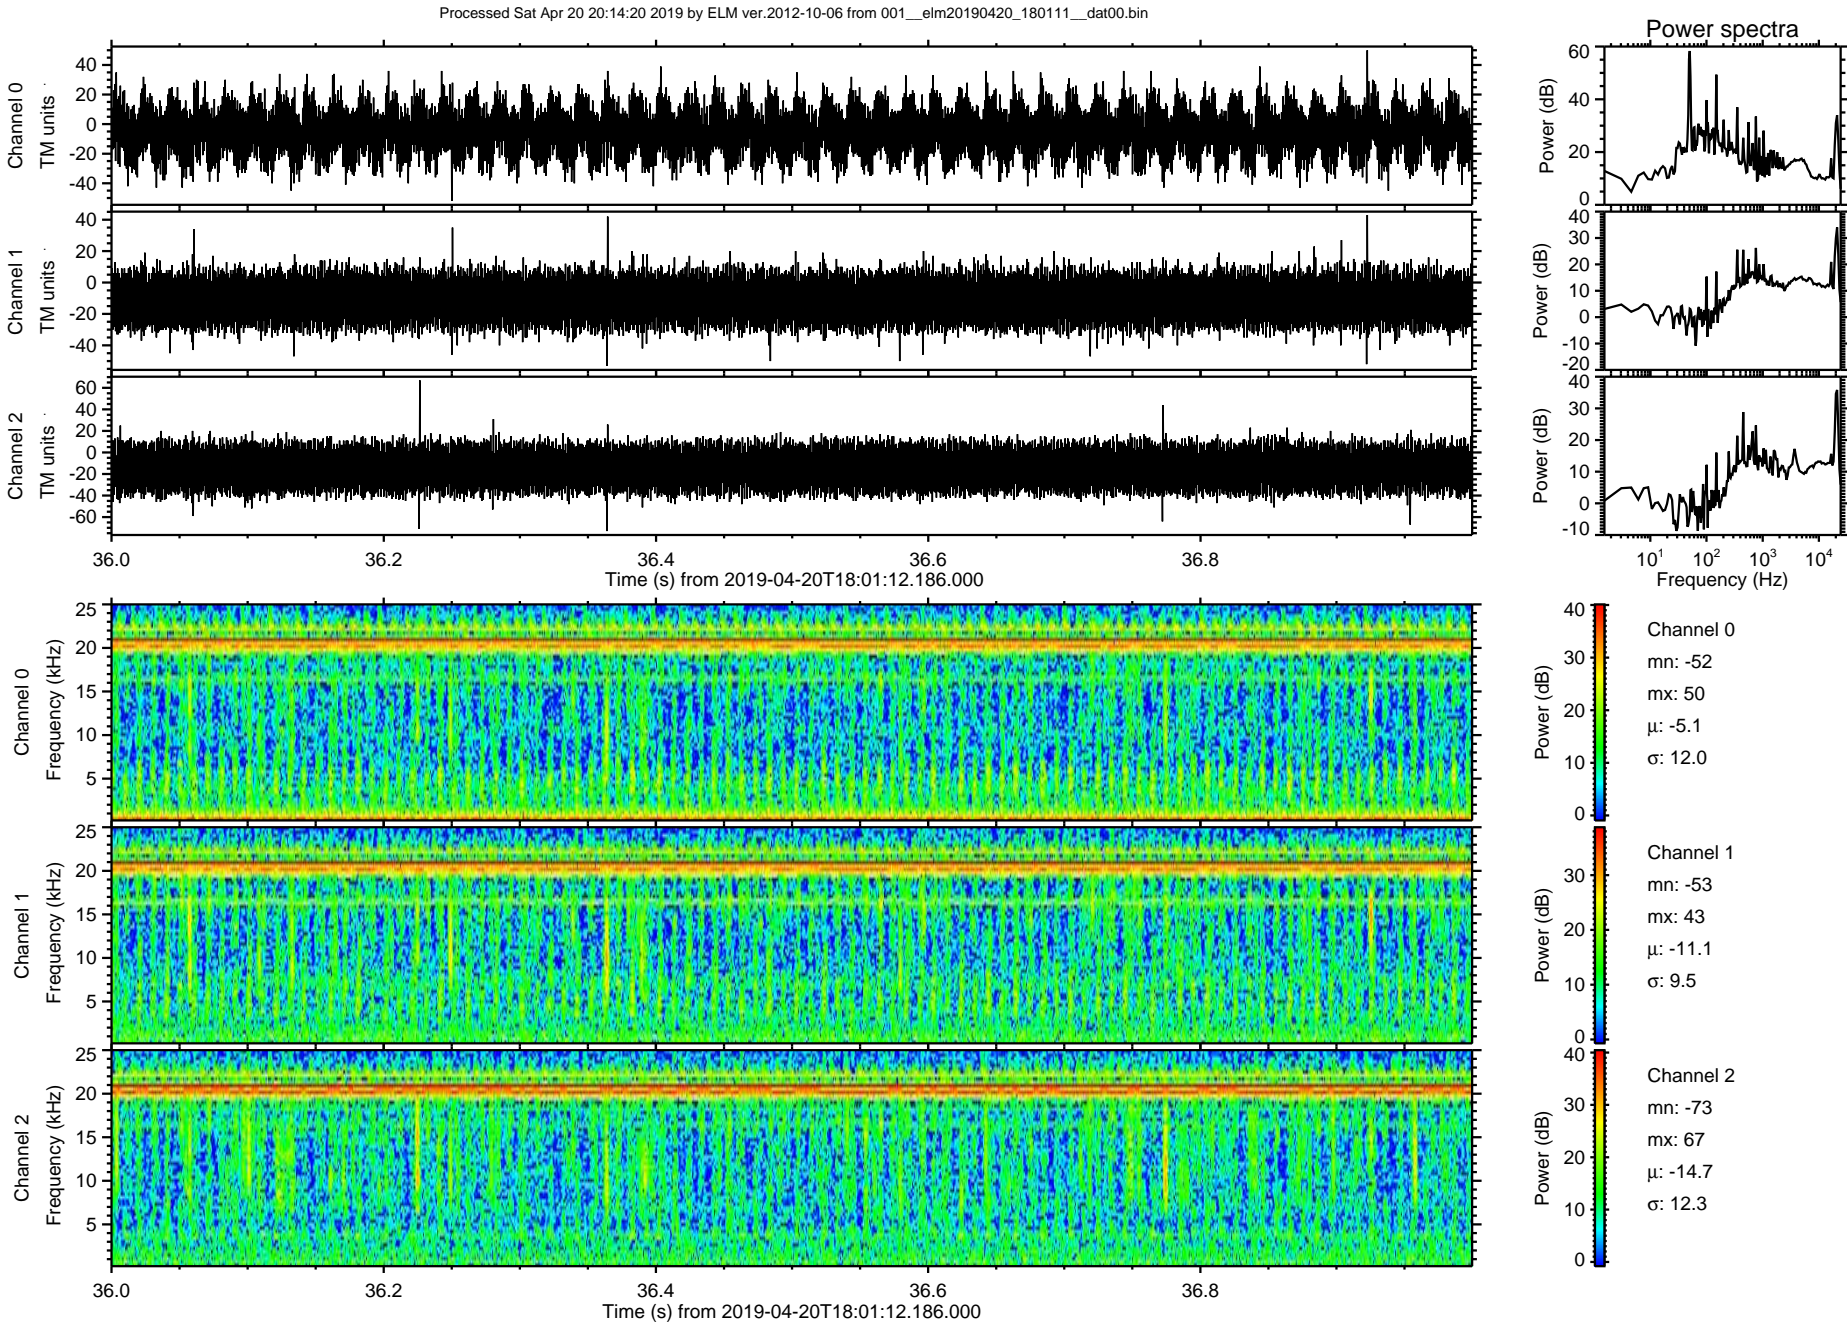 Processed Sat Apr 20 20:14:20 2019 by ELM ver.2012-10-06 from 001__elm20190420_180111__dat00.bin
Power spectra
Channel 0
TM units
40
20
0
-20
-40
Power (dB)
60
40
20
0
Channel 1
TM units
40
20
0
-20
-40
Power (dB)
40
30
20
10
0
-10
-20
Channel 2
TM units
60
40
20
0
-20
-40
-60
Power (dB)
40
30
20
10
0
-10
36.0 36.2 36.4 36.6 36.8
Time (s) from 2019-04-20T18:01:12.186.000
10^1 10^2 10^3 10^4
Frequency (Hz)
Channel 0
Frequency (kHz)
25
20
15
10
5
Power (dB)
40
30
20
10
0
Channel 0
mn: -52
mx: 50
μ: -5.1
σ: 12.0
Channel 1
Frequency (kHz)
25
20
15
10
5
Power (dB)
30
20
10
0
Channel 1
mn: -53
mx: 43
μ: -11.1
σ: 9.5
Channel 2
Frequency (kHz)
25
20
15
10
5
Power (dB)
40
30
20
10
0
Channel 2
mn: -73
mx: 67
μ: -14.7
σ: 12.3
36.0 36.2 36.4 36.6 36.8
Time (s) from 2019-04-20T18:01:12.186.000